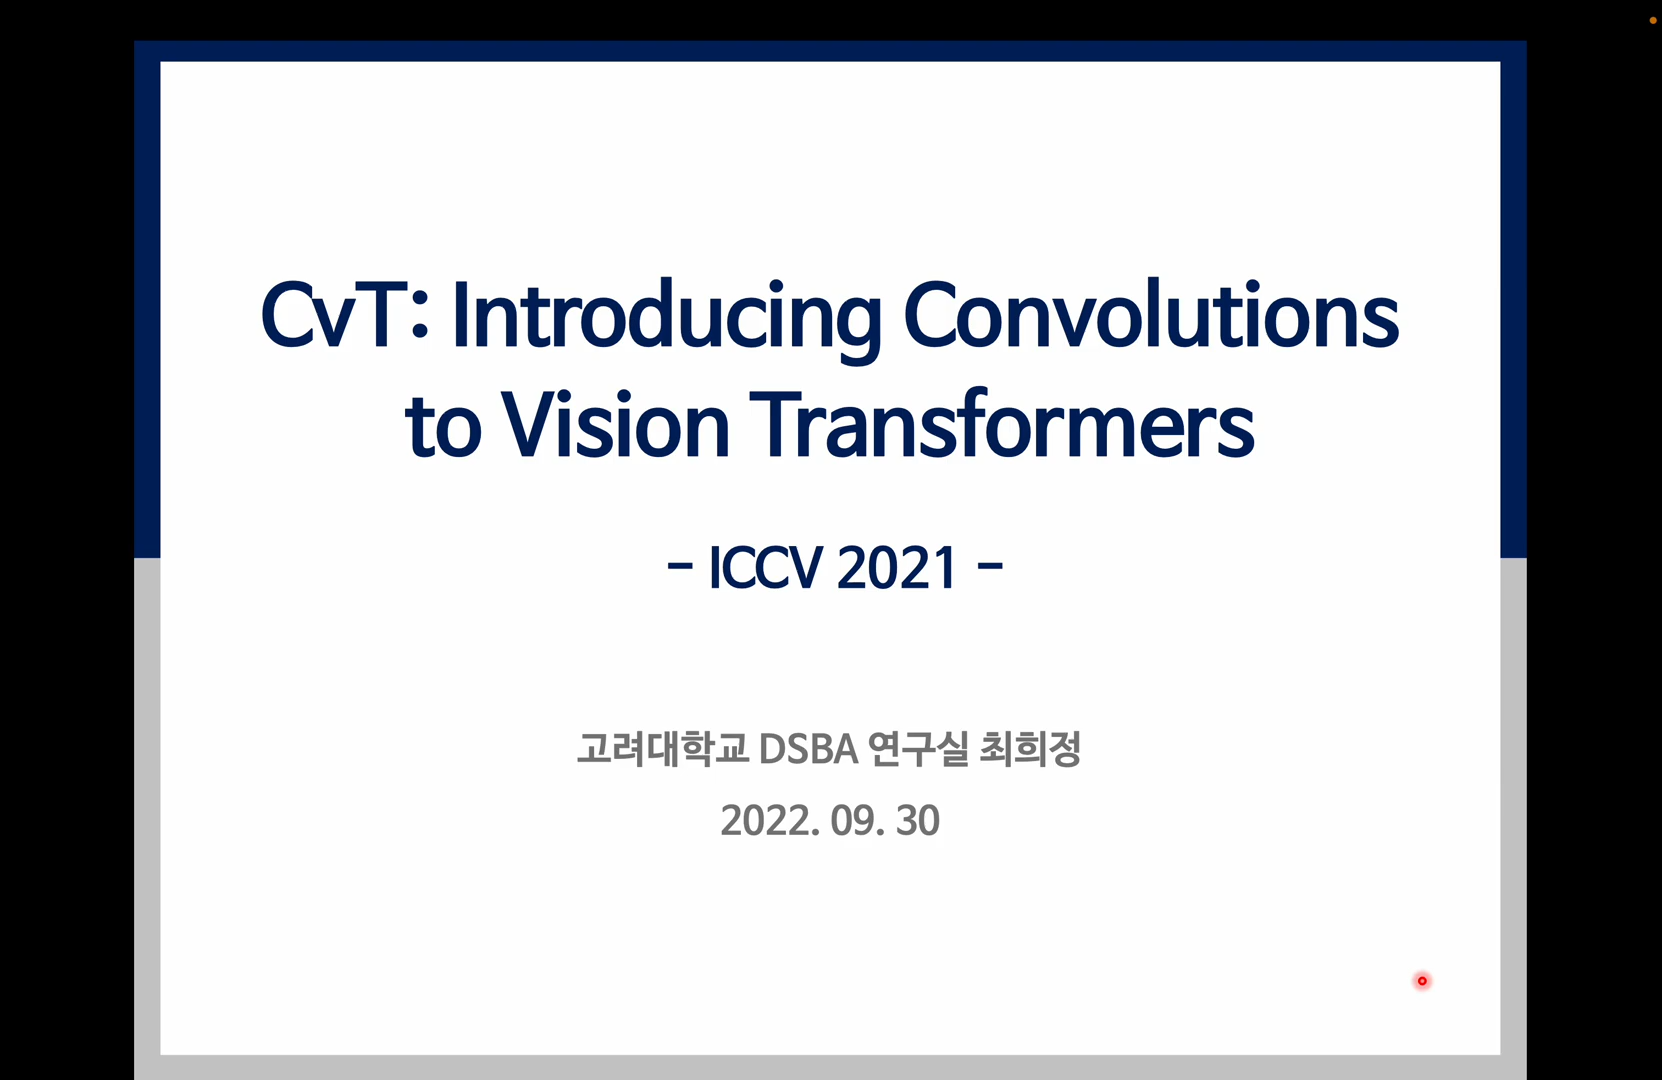 CvT: Introducing Convolutions
to Vision Transformers
- ICCV 2021 -
고려대학교 DSBA 연구실 최희정
2022. 09. 30